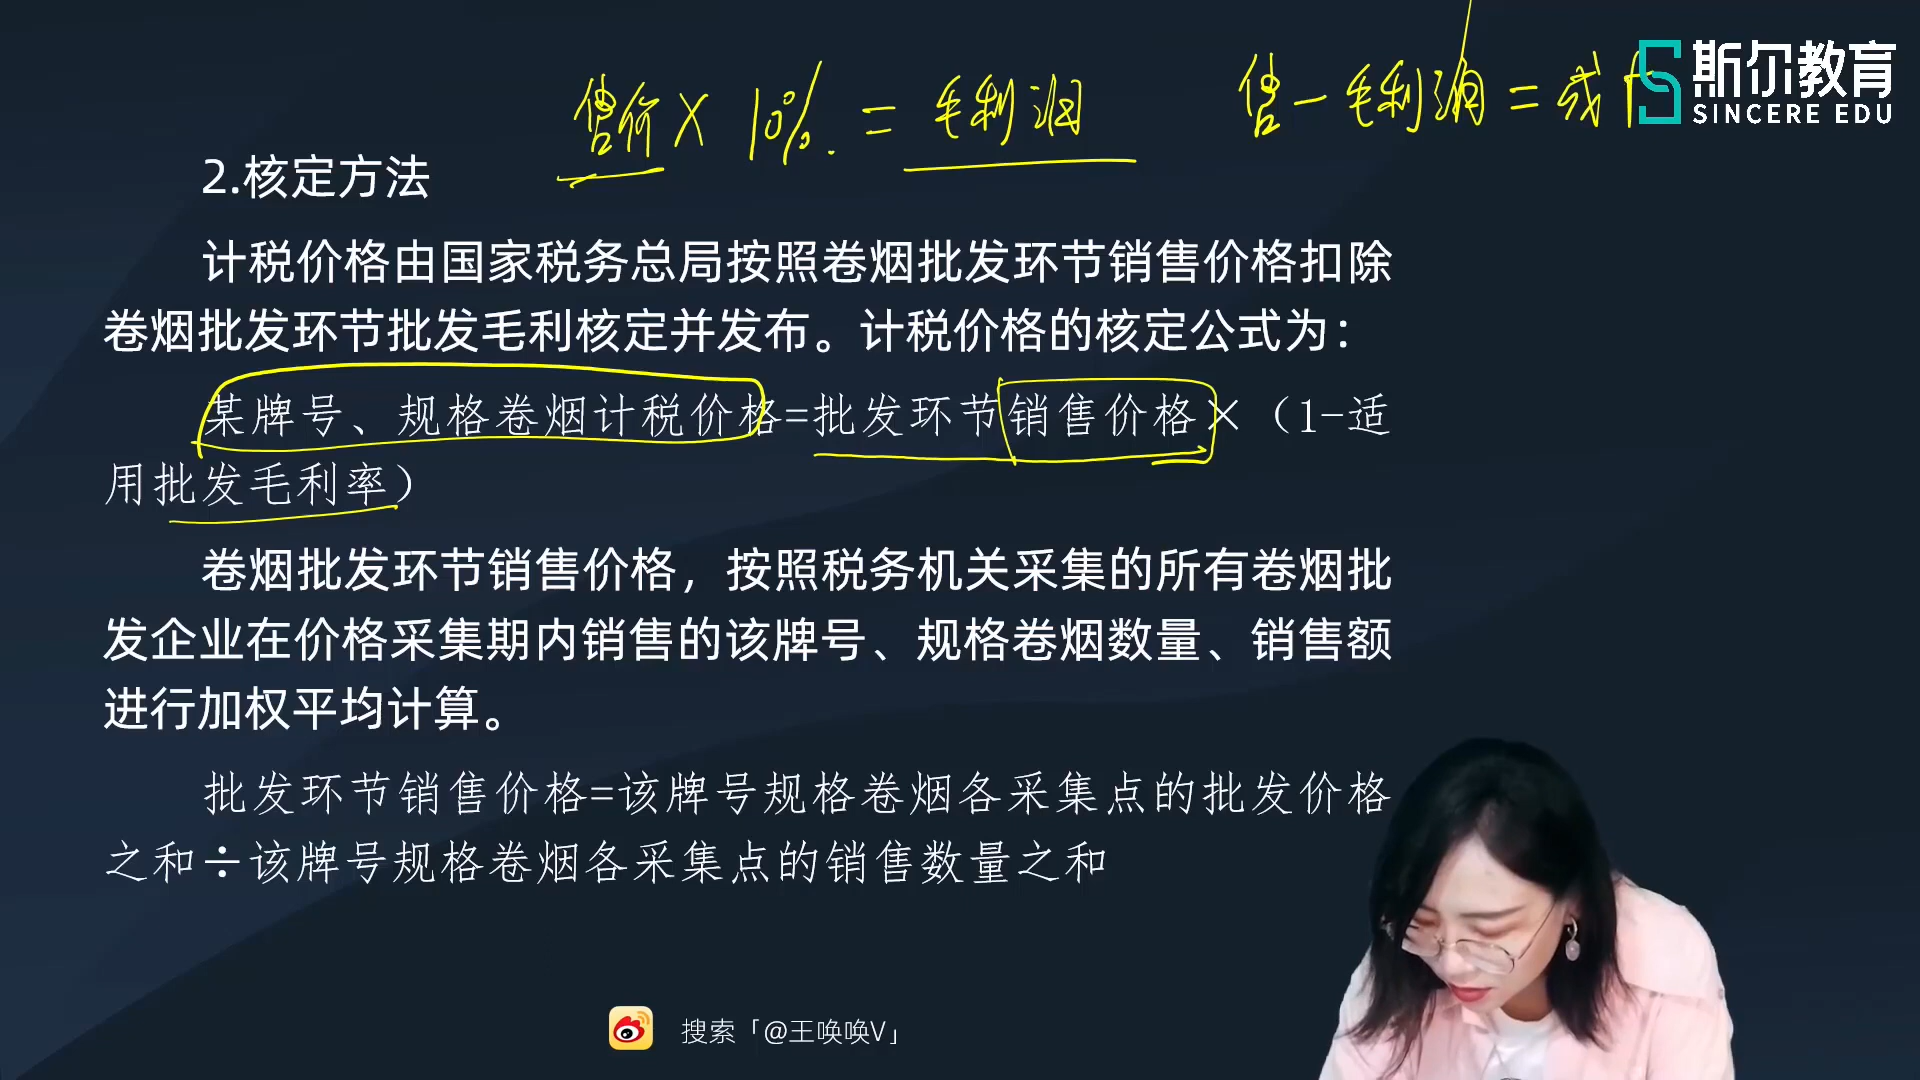 售价 × 10% = 毛利润
售 - 毛利润 = 成
斯尔教育
SINCERE EDU
2.核定方法
计税价格由国家税务总局按照卷烟批发环节销售价格扣除
卷烟批发环节批发毛利核定并发布。计税价格的核定公式为：
某牌号、规格卷烟计税价格=批发环节销售价格×（1-适
用批发毛利率）
卷烟批发环节销售价格，按照税务机关采集的所有卷烟批
发企业在价格采集期内销售的该牌号、规格卷烟数量、销售额
进行加权平均计算。
批发环节销售价格=该牌号规格卷烟各采集点的批发价格
之和÷该牌号规格卷烟各采集点的销售数量之和
搜索「@王唤唤V」